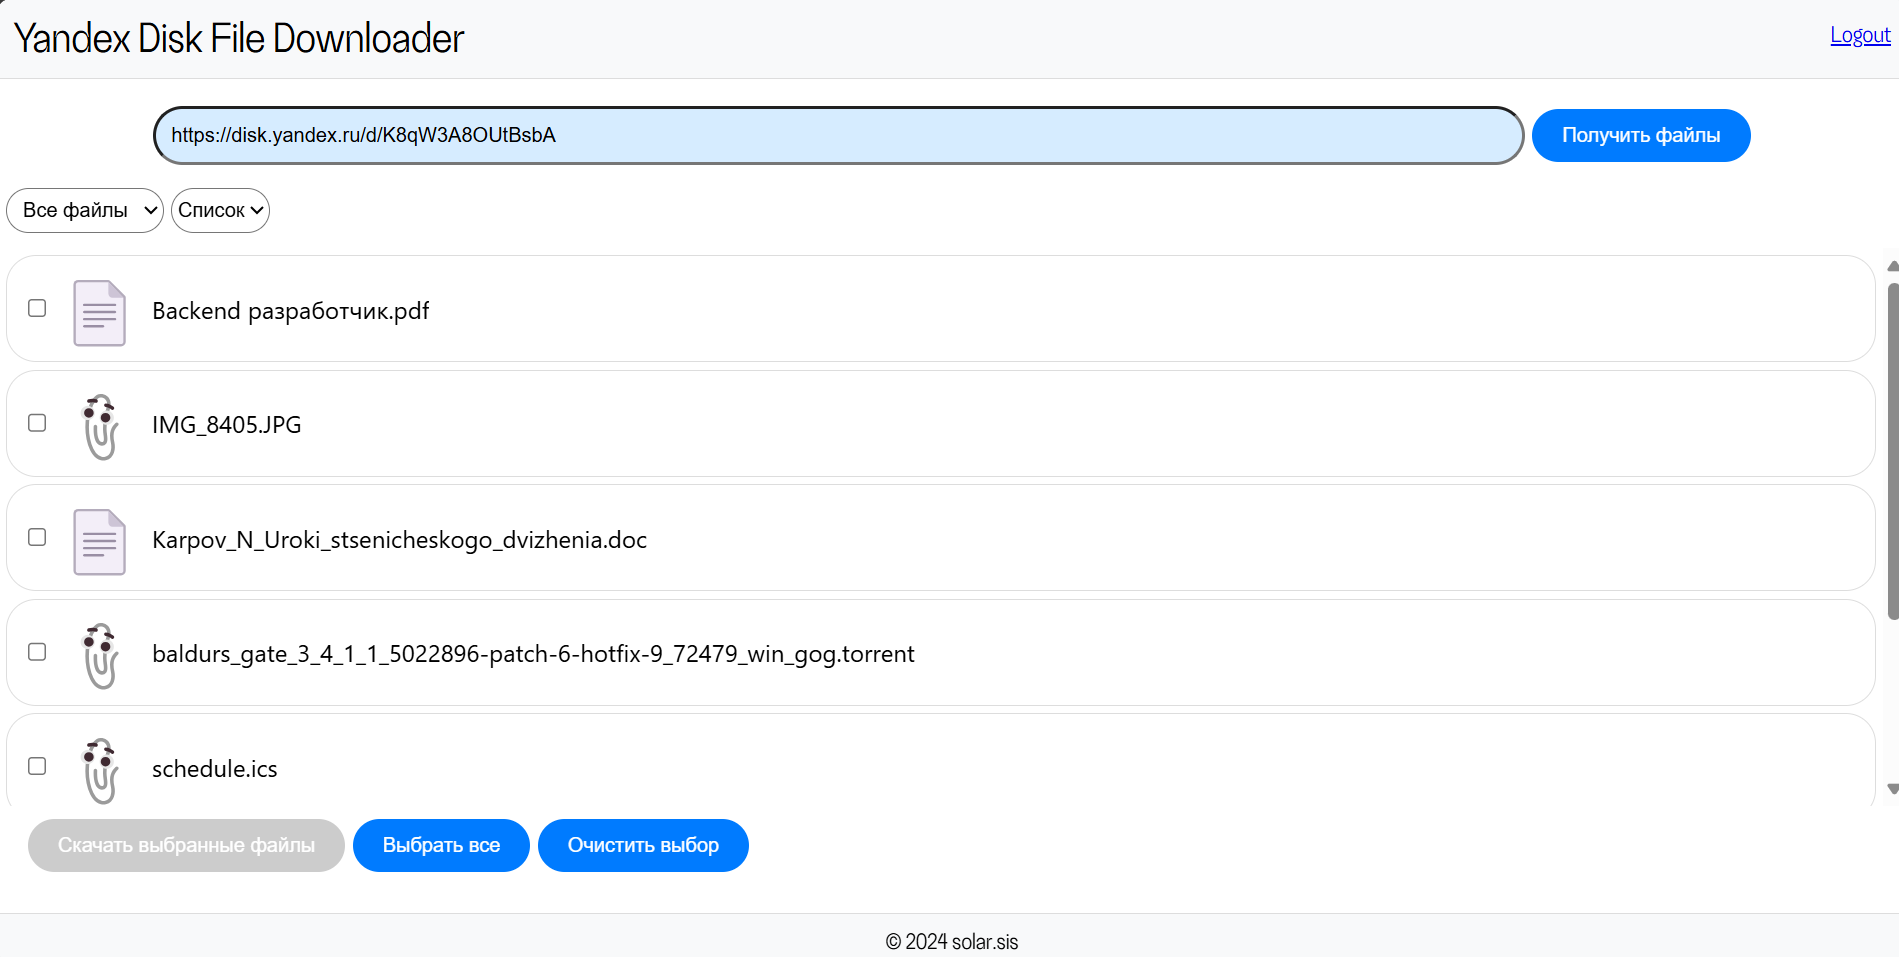 Yandex Disk File Downloader
Logout
https://disk.yandex.ru/d/K8qW3A8OUtBsbA
Получить файлы
Все файлы
Список
Backend разработчик.pdf
IMG_8405.JPG
Karpov_N_Uroki_stsenicheskogo_dvizhenia.doc
baldurs_gate_3_4_1_1_5022896-patch-6-hotfix-9_72479_win_gog.torrent
schedule.ics
Скачать выбранные файлы
Выбрать все
Очистить выбор
© 2024 solar.sis